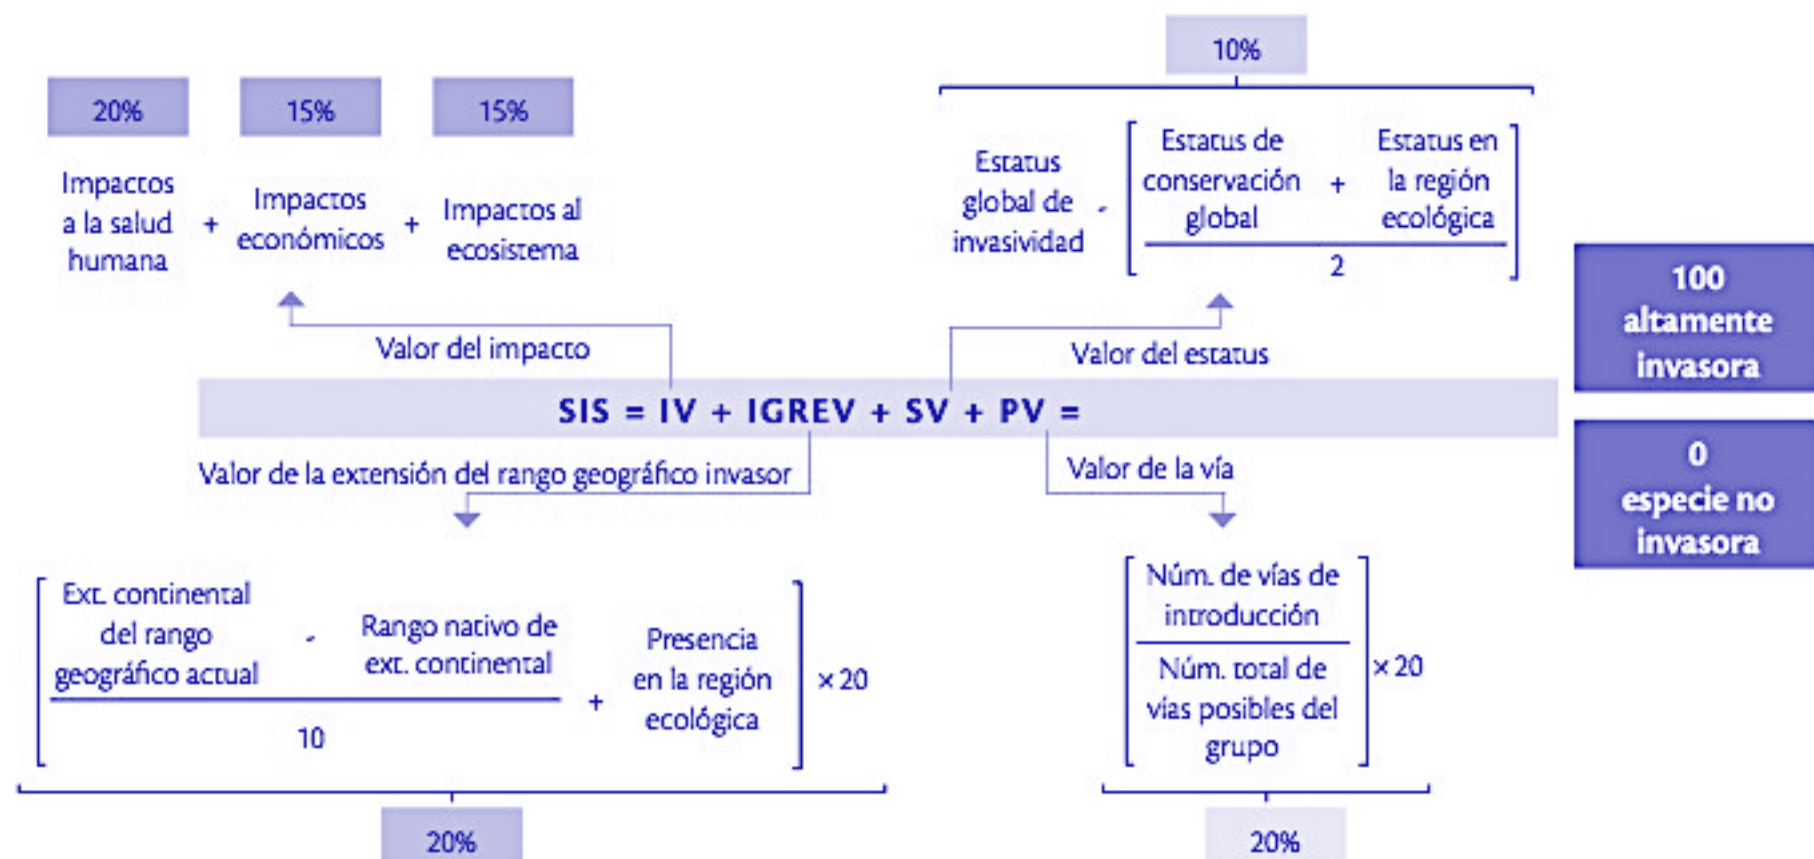 20%
15%
15%
Impactos
a la salud
humana
+
Impactos
económicos
+
Impactos al
ecosistema
10%
Estatus
global de
invasividad
-
Estatus de
conservación
global
+
Estatus en
la región
ecológica
2
Valor del impacto
Valor del estatus
100
altamente
invasora
SIS = IV + IGREV + SV + PV =
0
especie no
invasora
Valor de la extensión del rango geográfico invasor
Valor de la vía
Ext. continental
del rango
geográfico actual
-
Rango nativo de
ext. continental
10
+
Presencia
en la región
ecológica
×20
20%
Núm. de vías de
introducción
Núm. total de
vías posibles del
grupo
×20
20%